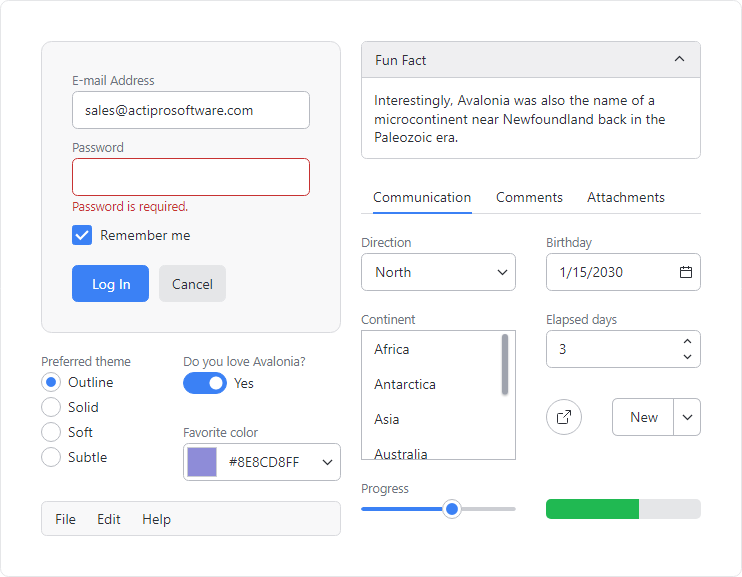 E-mail Address
sales@actiprosoftware.com
Password
Password is required.
Remember me
Log In
Cancel
Preferred theme
Outline
Solid
Soft
Subtle
Do you love Avalonia?
Yes
Favorite color
#8E8CD8FF
File Edit Help
Fun Fact
Interestingly, Avalonia was also the name of a
microcontinent near Newfoundland back in the
Paleozoic era.
Communication Comments Attachments
Direction
North
Birthday
1/15/2030
Continent
Africa
Antarctica
Asia
Australia
Elapsed days
3
New
Progress